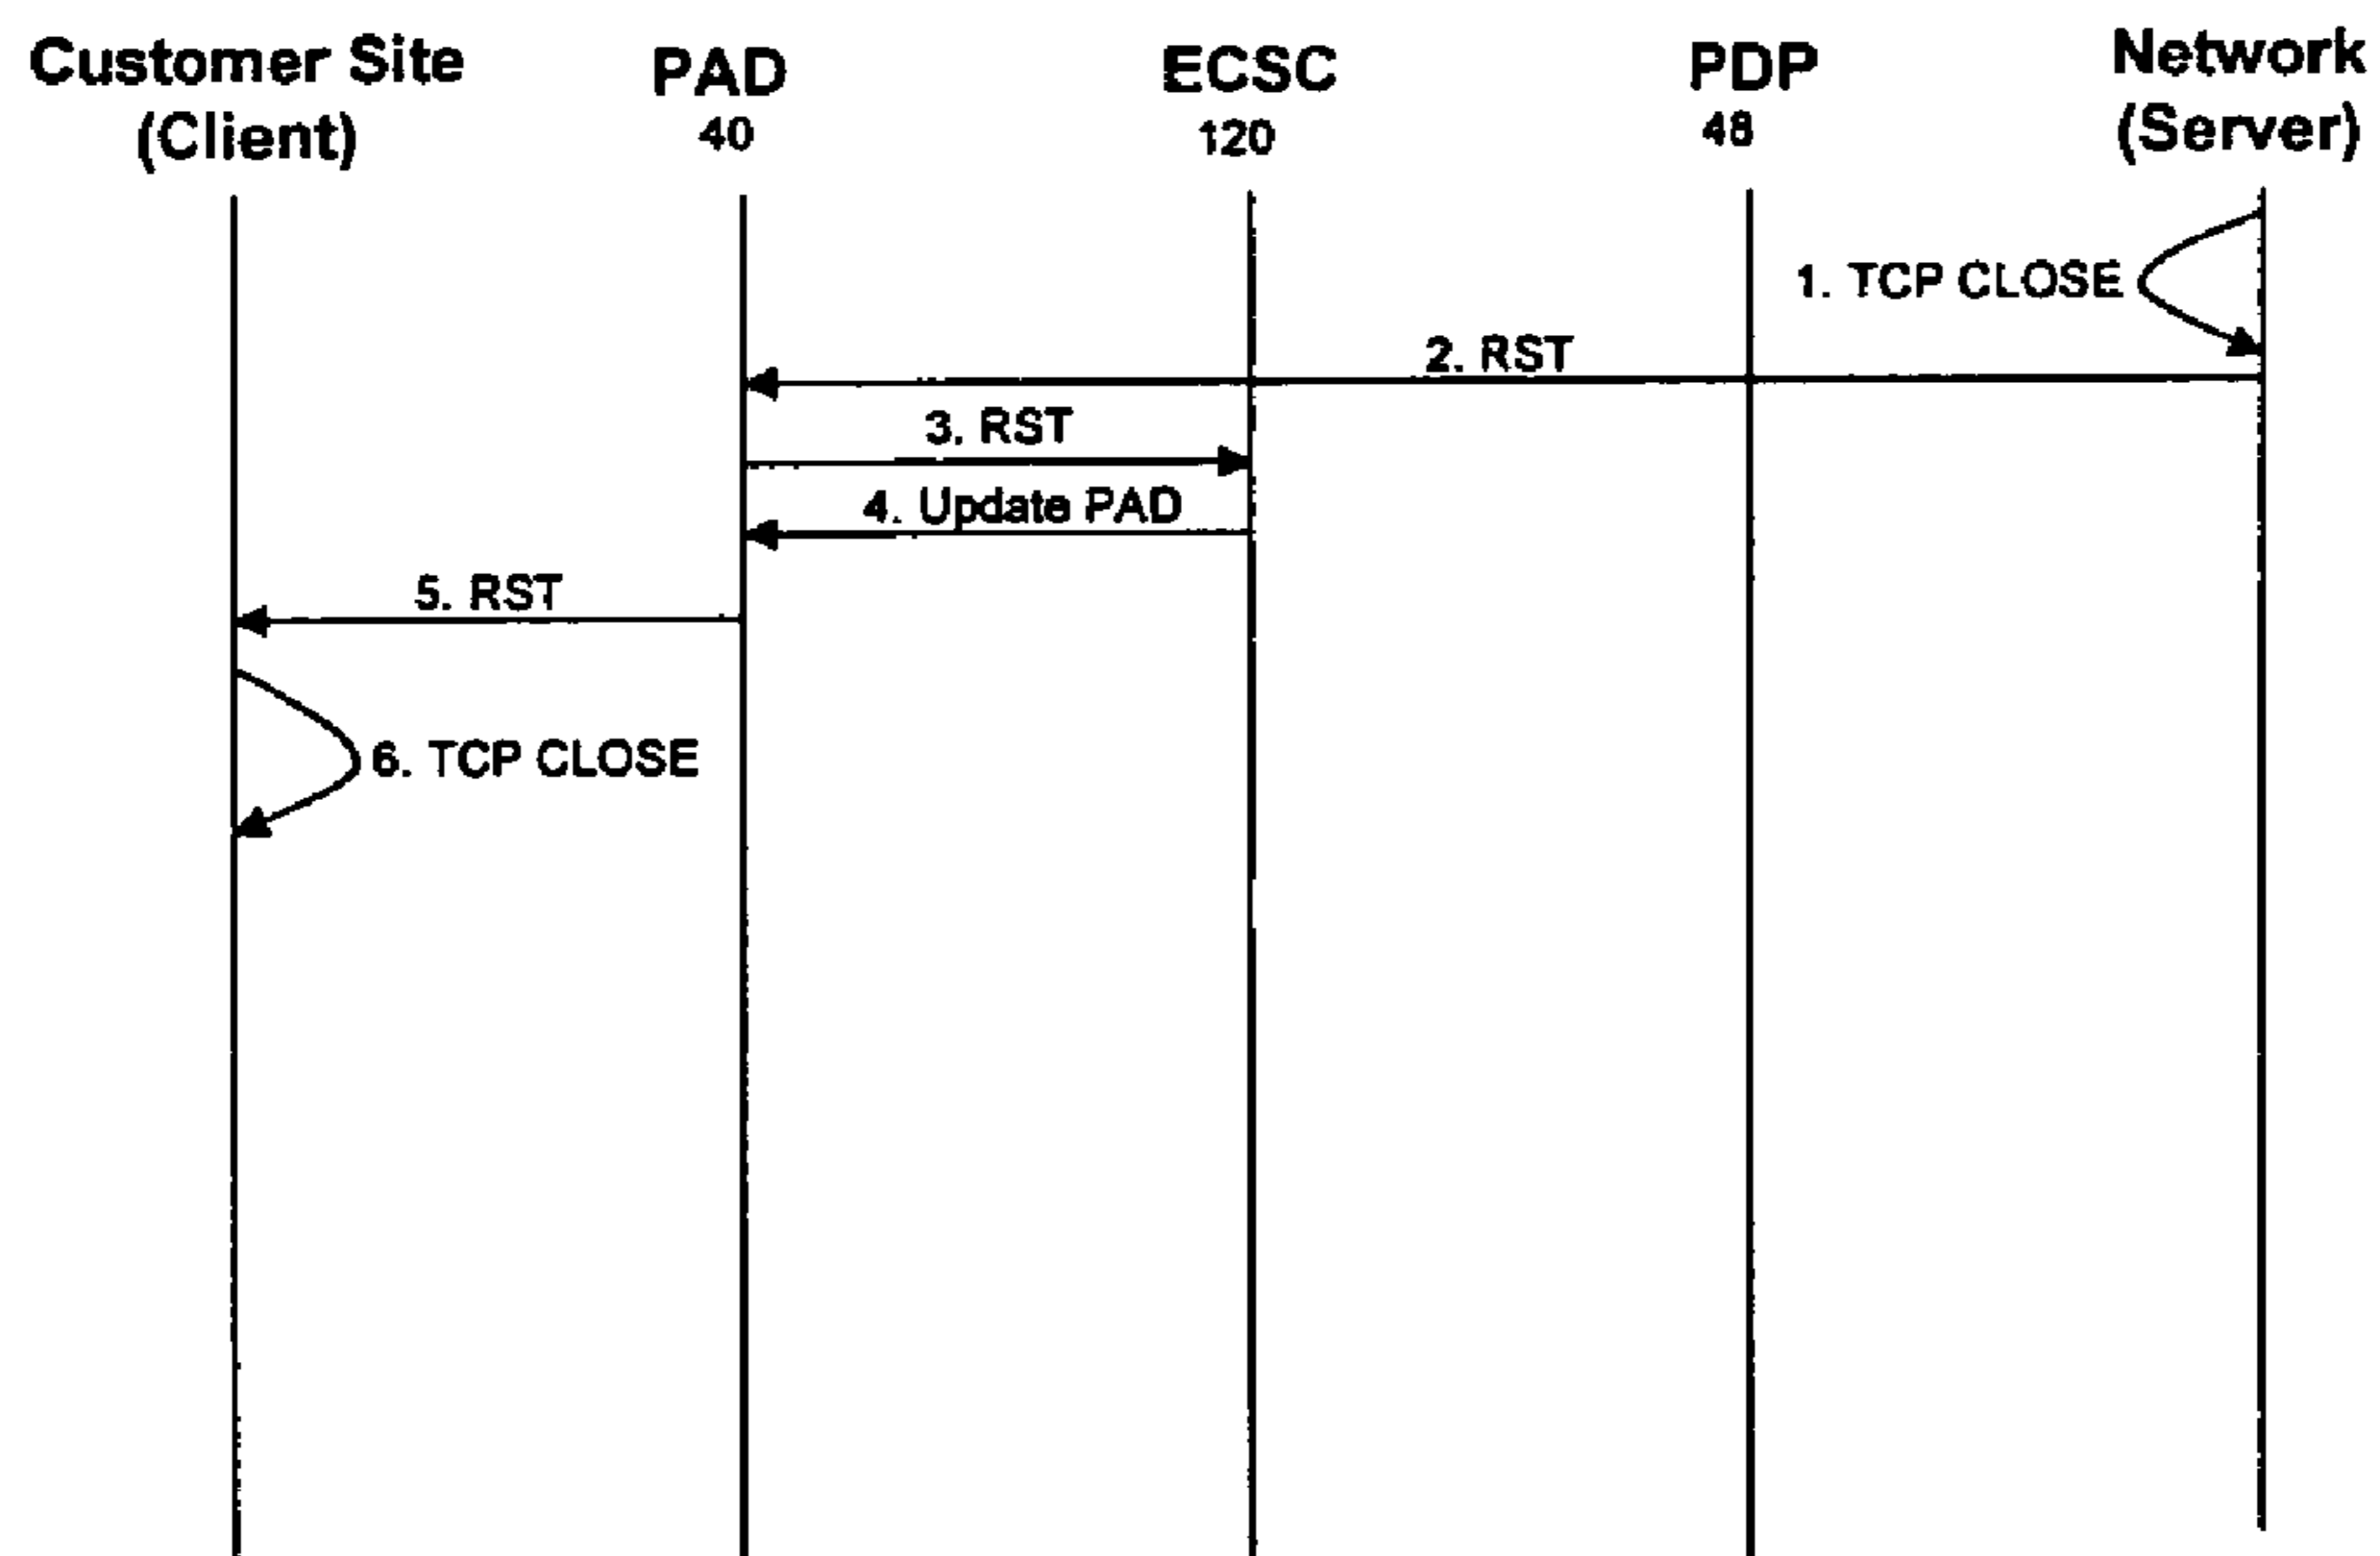 Customer Site
(Client)
PAD
40
ECSC
120
PDP
48
Network
(Server)
1. TCP CLOSE
2. RST
3. RST
4. Update PAD
5. RST
6. TCP CLOSE